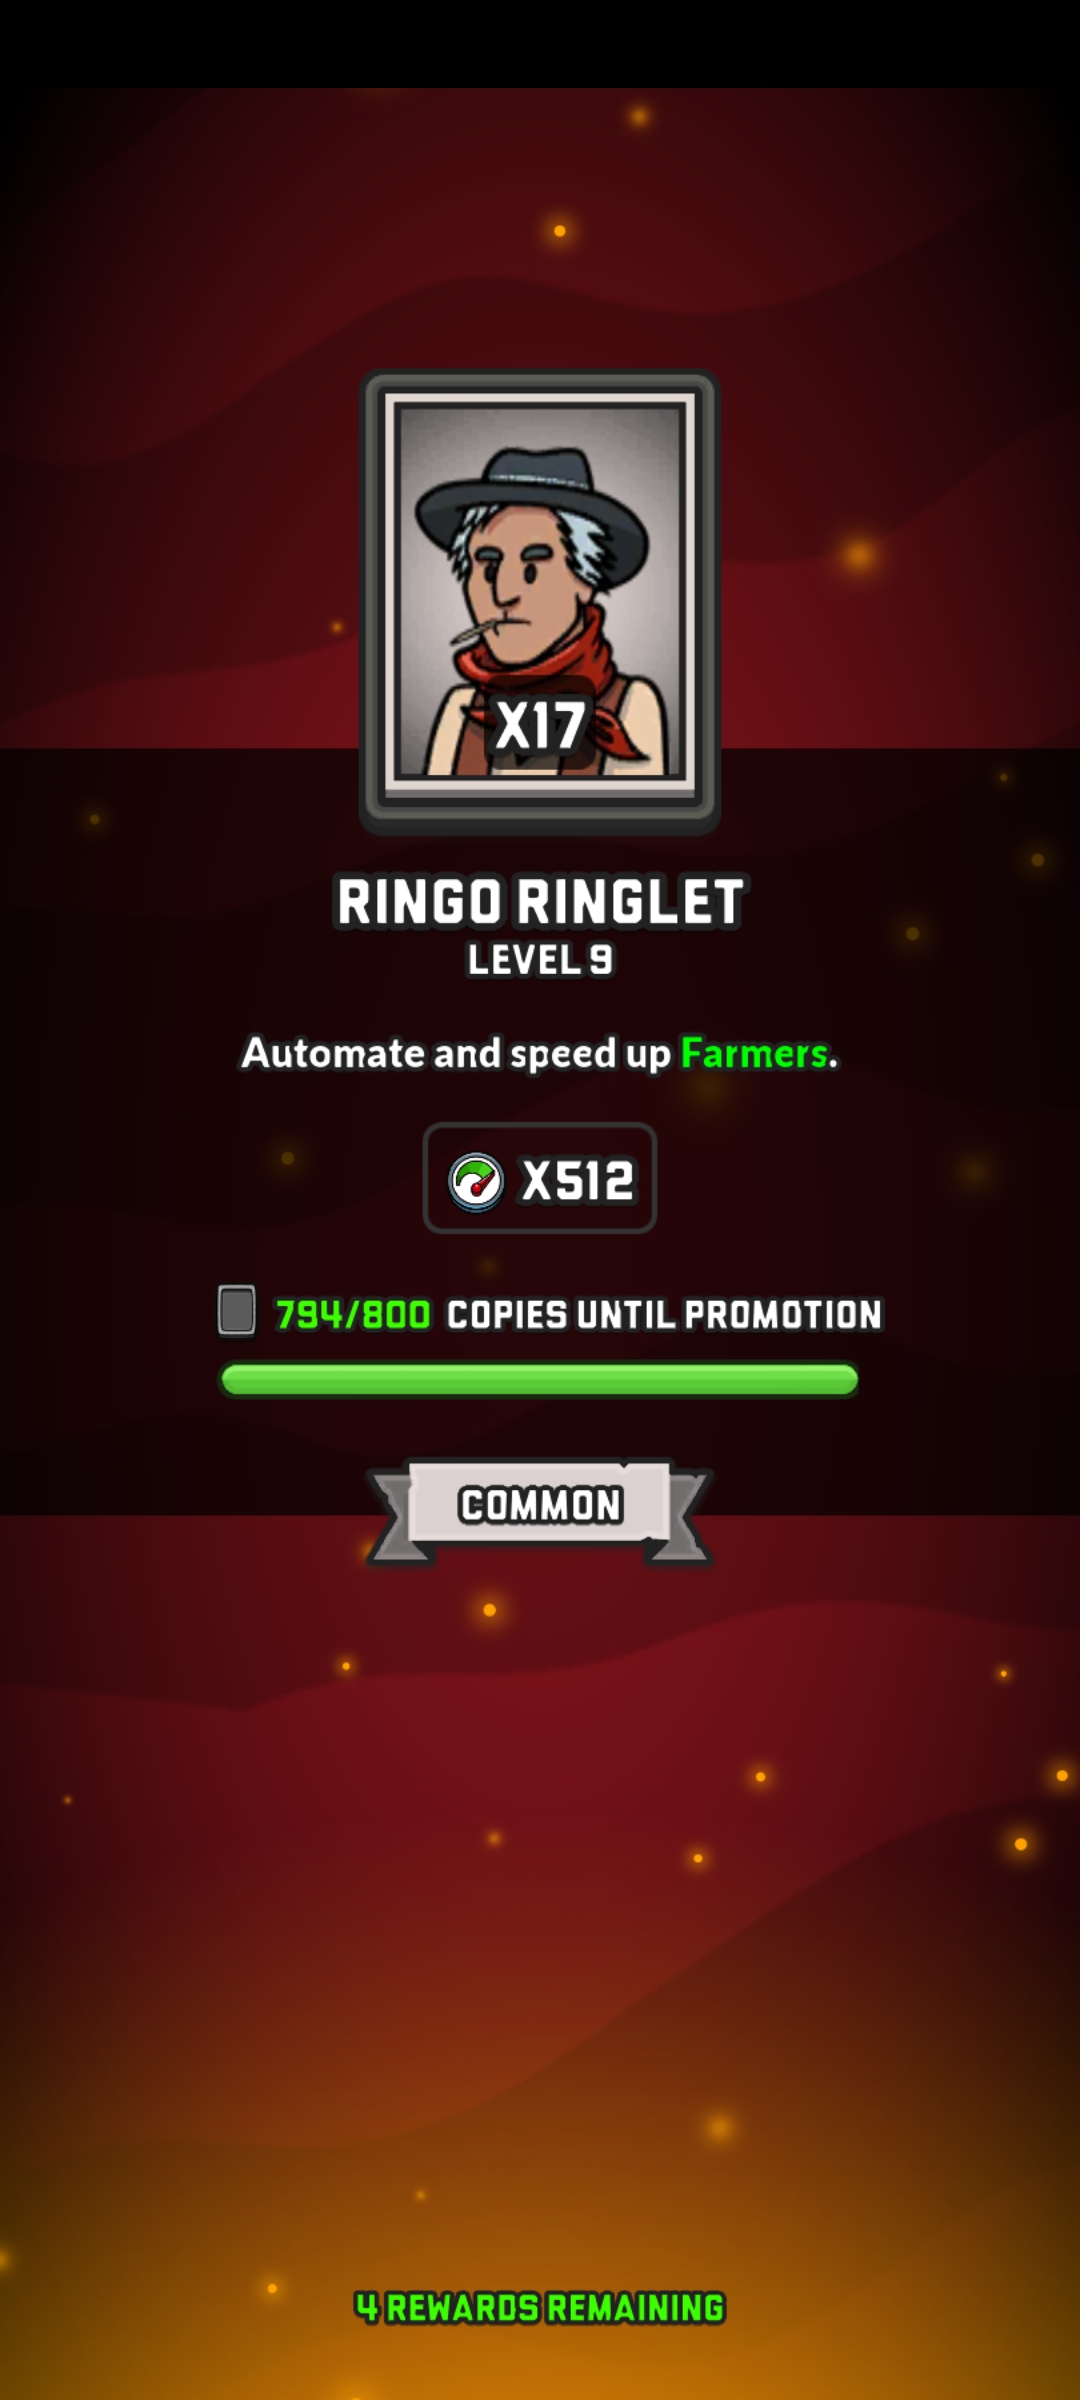 X17
RINGO RINGLET
LEVEL 9
Automate and speed up Farmers.
X512
794/800 COPIES UNTIL PROMOTION
COMMON
4 REWARDS REMAINING